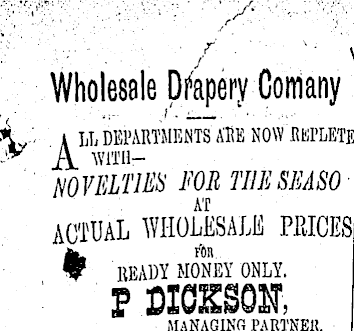 Wholesale Drapery Comany
ALL DEPARTMENTS ARE NOW REPLETE
WITH—
NOVELTIES FOR THE SEASO
AT
ACTUAL WHOLESALE PRICES
FOR
READY MONEY ONLY.
P DICKSON,
MANAGING PARTNER.